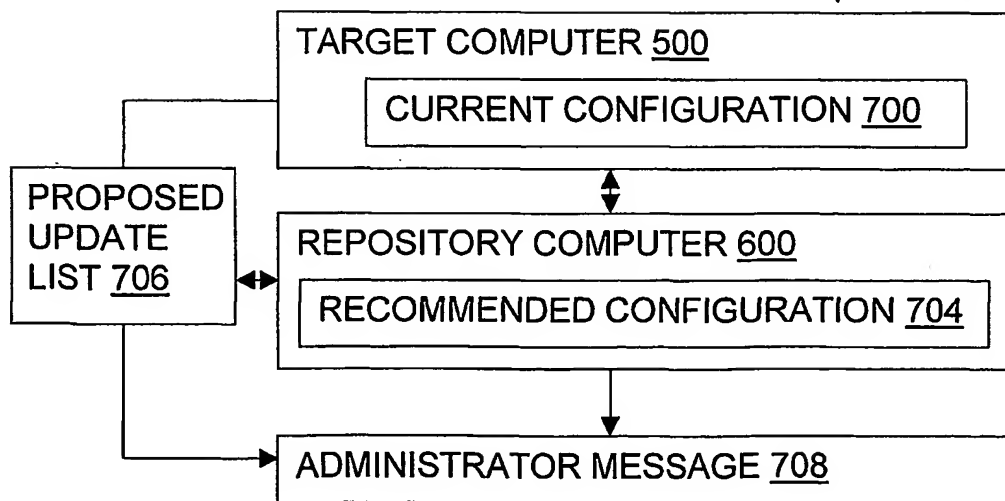 TARGET COMPUTER 500
CURRENT CONFIGURATION 700
PROPOSED
UPDATE
LIST 706
REPOSITORY COMPUTER 600
RECOMMENDED CONFIGURATION 704
ADMINISTRATOR MESSAGE 708